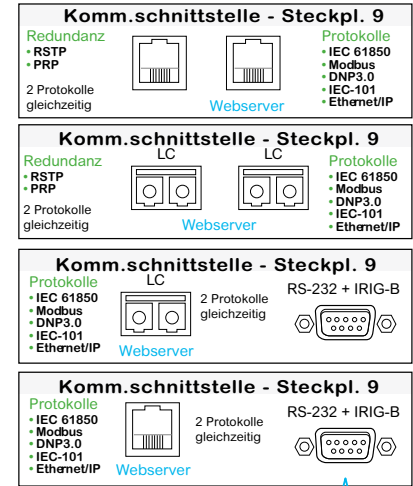 Komm.schnittstelle - Steckpl. 9
Redundanz
• RSTP
• PRP
2 Protokolle
gleichzeitig
Webserver
Protokolle
• IEC 61850
• Modbus
• DNP3.0
• IEC-101
• Ethernet/IP
Komm.schnittstelle - Steckpl. 9
Redundanz
• RSTP
• PRP
2 Protokolle
gleichzeitig
LC
LC
Webserver
Protokolle
• IEC 61850
• Modbus
• DNP3.0
• IEC-101
• Ethernet/IP
Komm.schnittstelle - Steckpl. 9
Protokolle
• IEC 61850
• Modbus
• DNP3.0
• IEC-101
• Ethernet/IP
LC
Webserver
2 Protokolle
gleichzeitig
RS-232 + IRIG-B
Komm.schnittstelle - Steckpl. 9
Protokolle
• IEC 61850
• Modbus
• DNP3.0
• IEC-101
• Ethernet/IP
Webserver
2 Protokolle
gleichzeitig
RS-232 + IRIG-B